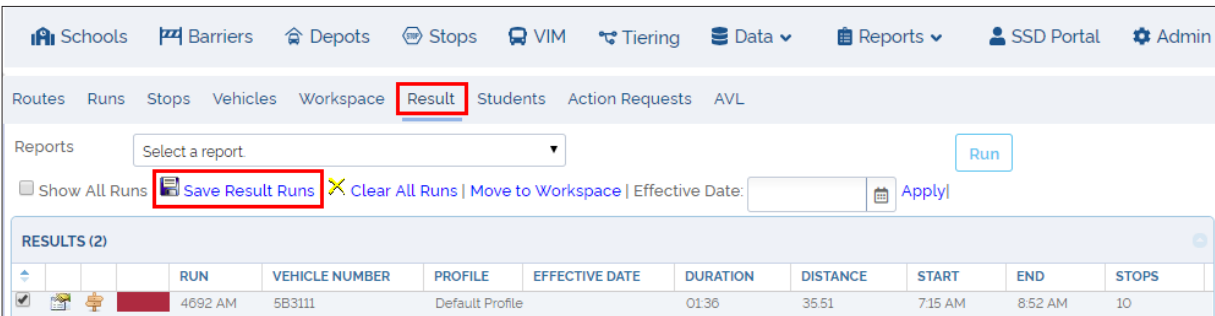 Schools Barriers Depots STOP Stops VIM Tiering Data Reports SSD Portal Admin
Routes Runs Stops Vehicles Workspace Result Students Action Requests AVL
Reports Select a report. Run
Show All Runs Save Result Runs Clear All Runs | Move to Workspace | Effective Date: Apply|
RESULTS (2)
RUN VEHICLE NUMBER PROFILE EFFECTIVE DATE DURATION DISTANCE START END STOPS
4692 AM 5B3111 Default Profile 01:36 35.51 7:15 AM 8:52 AM 10